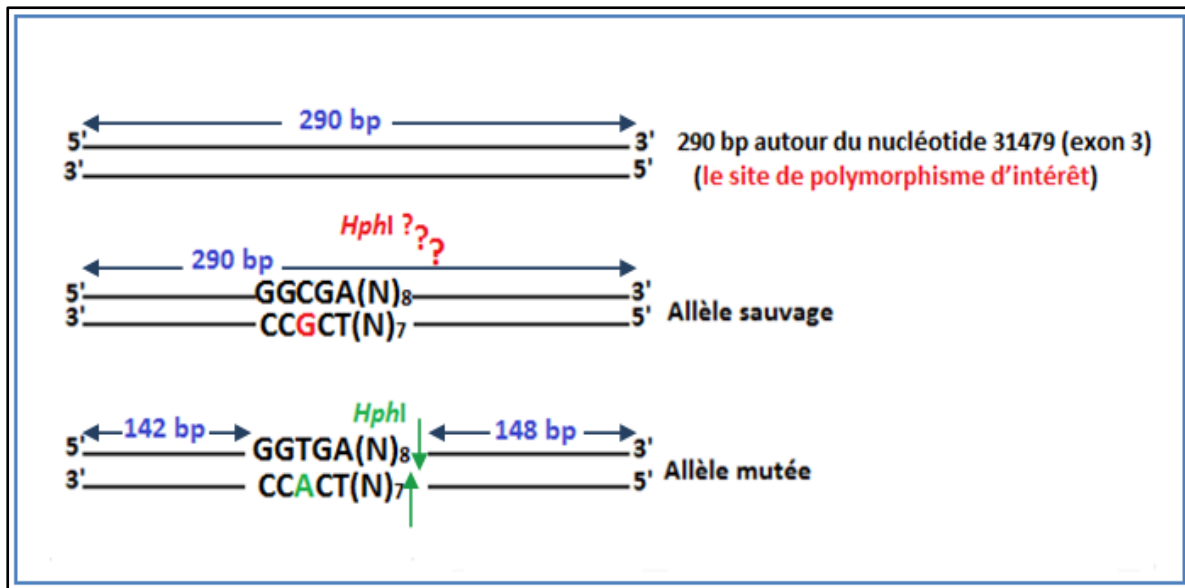 290 bp
5' 3' 290 bp autour du nucléotide 31479 (exon 3)
3' 5' (le site de polymorphisme d'intérêt)
HphI ???
290 bp
5' GGCGA(N)8 3'
3' CCGCT(N)7 5' Allèle sauvage
HphI
142 bp 148 bp
5' GGTGA(N)8 3'
3' CCACT(N)7 5' Allèle mutée